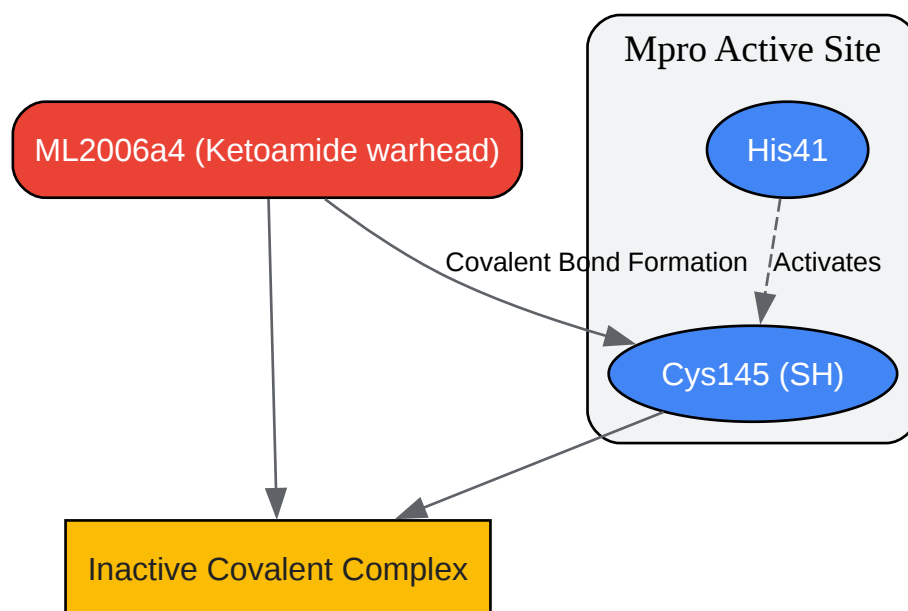 Mpro Active Site
ML2006a4 (Ketoamide warhead)
His41
Covalent Bond Formation
Activates
Cys145 (SH)
Inactive Covalent Complex